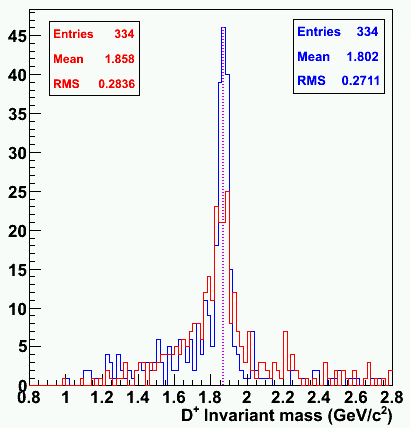 Entries 334
Mean 1.858
RMS 0.2836
Entries 334
Mean 1.802
RMS 0.2711
45
40
35
30
25
20
15
10
5
0
0.8 1 1.2 1.4 1.6 1.8 2 2.2 2.4 2.6 2.8
D⁺ Invariant mass (GeV/c²)